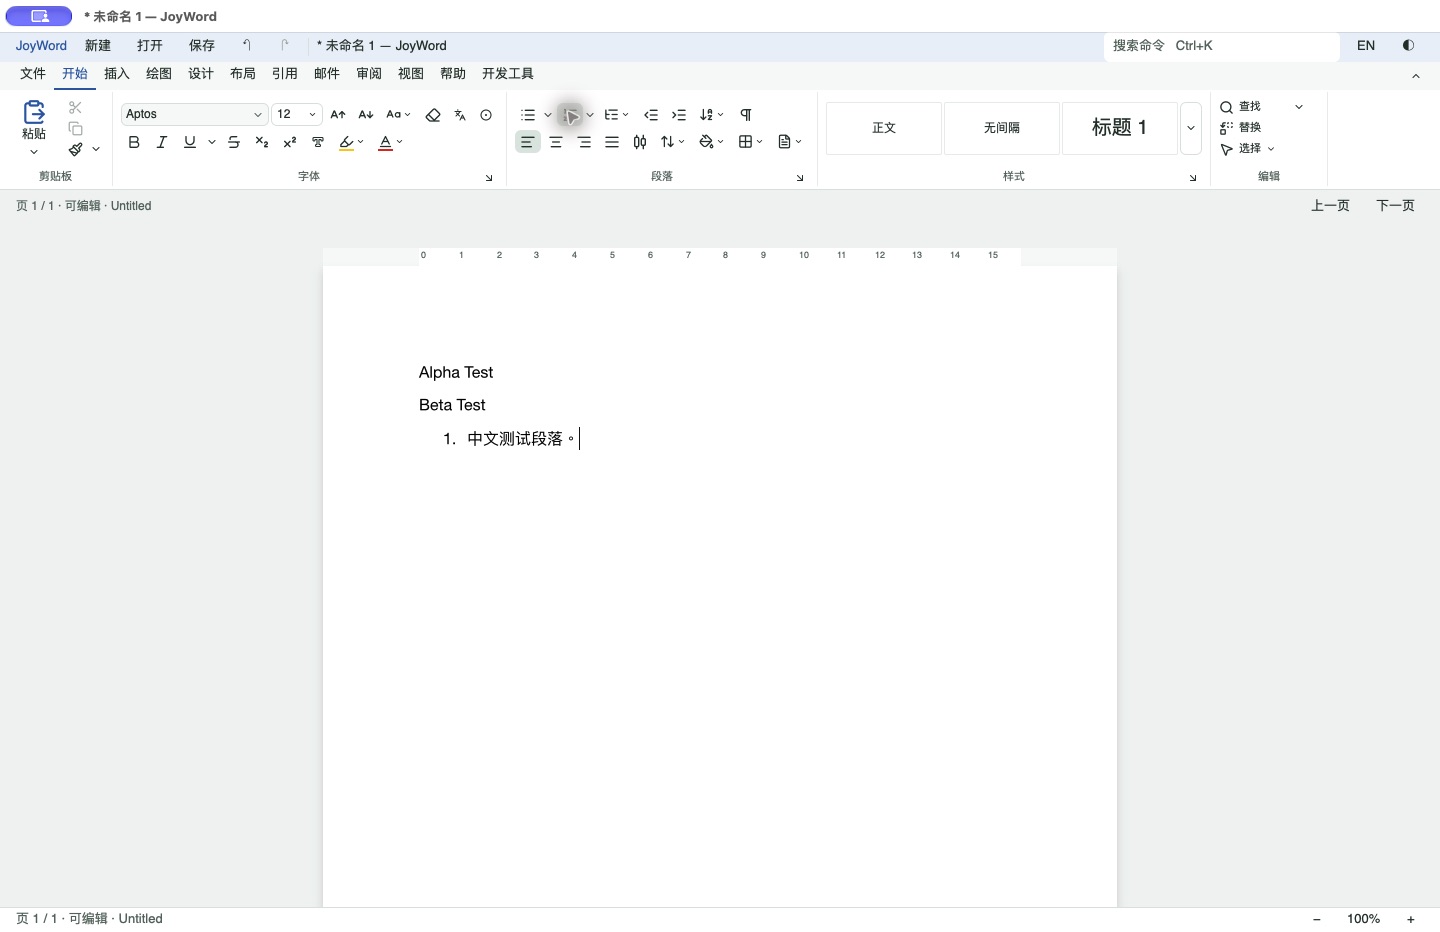 * 未命名 1 — JoyWord
JoyWord 新建 打开 保存 * 未命名 1 — JoyWord 搜索命令 Ctrl+K EN
文件 开始 插入 绘图 设计 布局 引用 邮件 审阅 视图 帮助 开发工具
粘贴
剪贴板
Aptos 12
字体
段落
正文 无间隔 标题 1
样式
查找
替换
选择
编辑
页 1 / 1 · 可编辑 · Untitled 上一页 下一页
0 1 2 3 4 5 6 7 8 9 10 11 12 13 14 15
Alpha Test
Beta Test
1. 中文测试段落。
页 1 / 1 · 可编辑 · Untitled − 100% +